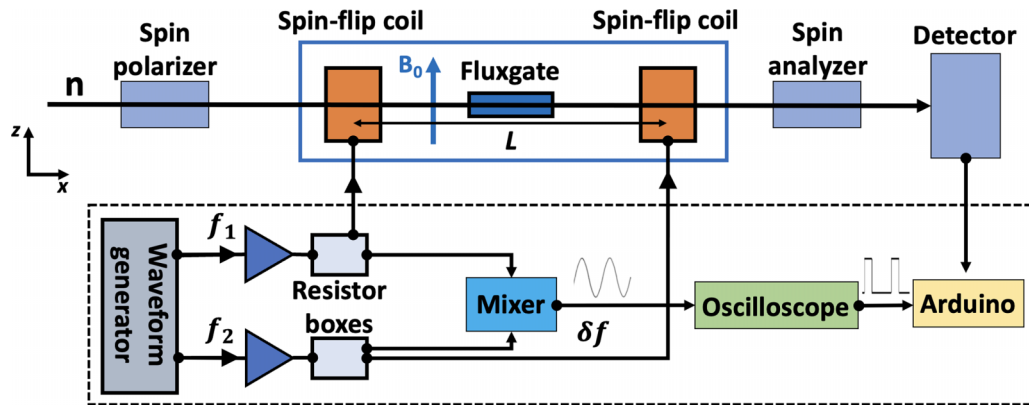 Spin-flip coil
Spin-flip coil
Spin
polarizer
B₀
Fluxgate
Spin
analyzer
Detector
n
L
z
x
Waveform
generator
f₁
Resistor
boxes
f₂
Mixer
δf
Oscilloscope
Arduino